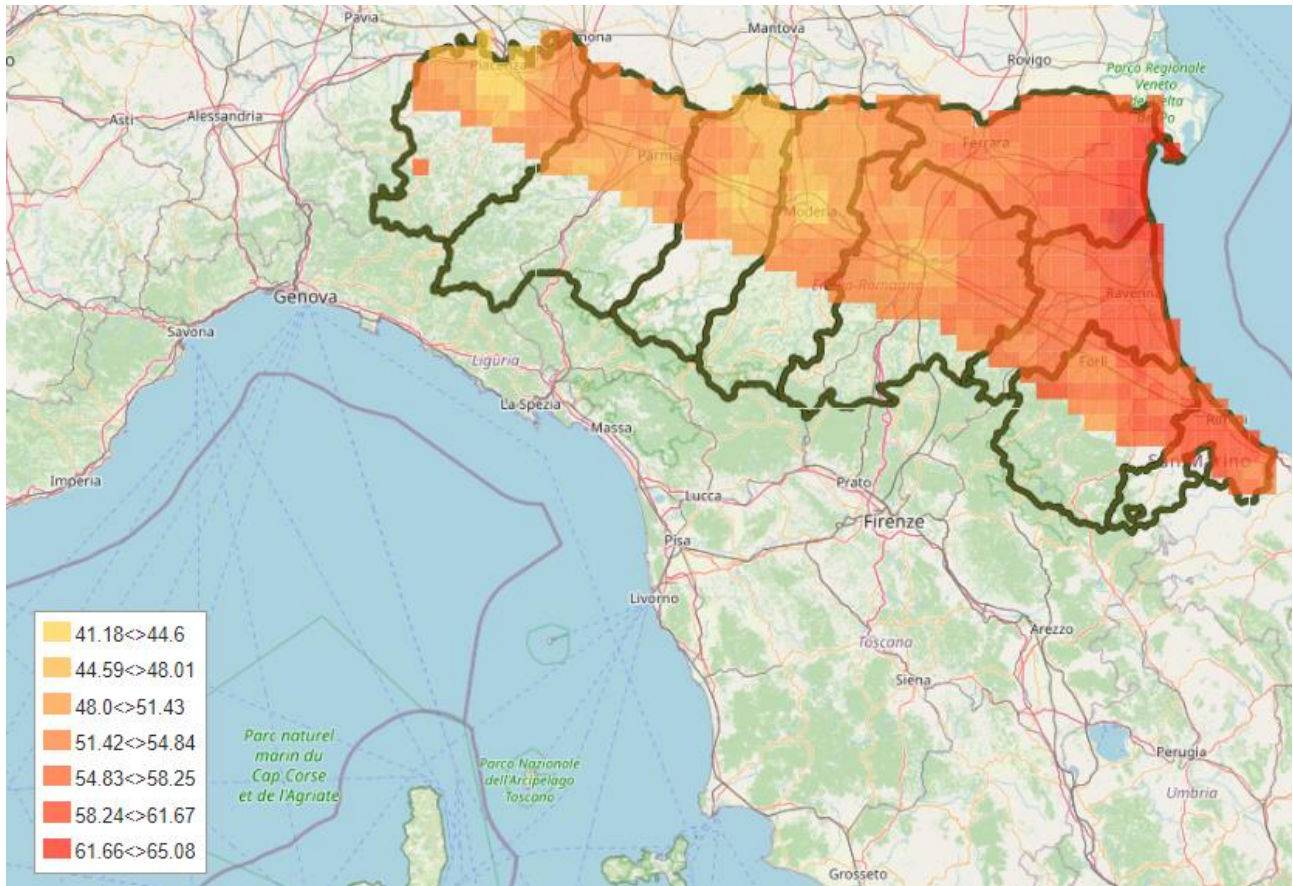 Pavia
Mantova
Rovigo
Parco Regionale
Veneto
del Delta
Asti
Alessandria
Ferrara
Parma
Modena
Genova
Ravenna
Savona
Liguria
Forlì
La Spezia
Massa
Rimini
San Marino
Imperia
Lucca
Prato
Firenze
Pisa
Livorno
Arezzo
Toscana
Siena
Parc naturel
marin du
Cap Corse
et de l'Agriate
Parco Nazionale
dell'Arcipelago
Toscano
Perugia
Umbria
Grosseto
41.18<>44.6
44.59<>48.01
48.0<>51.43
51.42<>54.84
54.83<>58.25
58.24<>61.67
61.66<>65.08